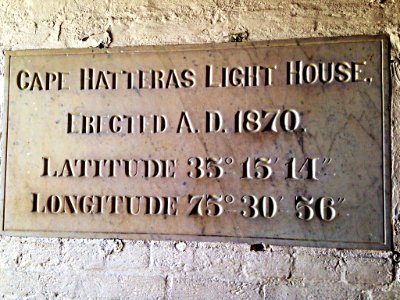 CAPE HATTERAS LIGHT HOUSE.
ERECTED A.D. 1870.
LATITUDE 35° 15' 14"
LONGITUDE 75° 30' 56"